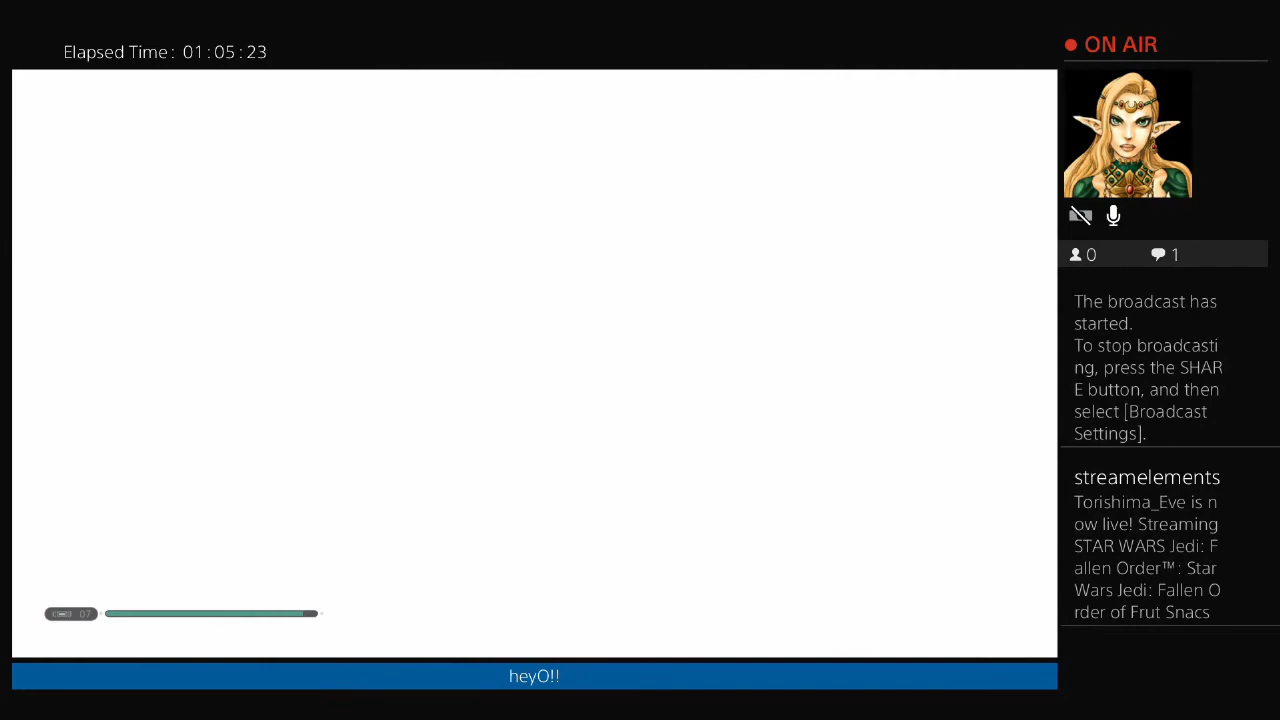 Elapsed Time: 01:05:23
ON AIR
0 1
The broadcast has
started.
To stop broadcasti
ng, press the SHAR
E button, and then
select [Broadcast
Settings].
streamelements
Torishima_Eve is n
ow live! Streaming
STAR WARS Jedi: F
allen Order™: Star
Wars Jedi: Fallen O
rder of Frut Snacs
07
heyO!!